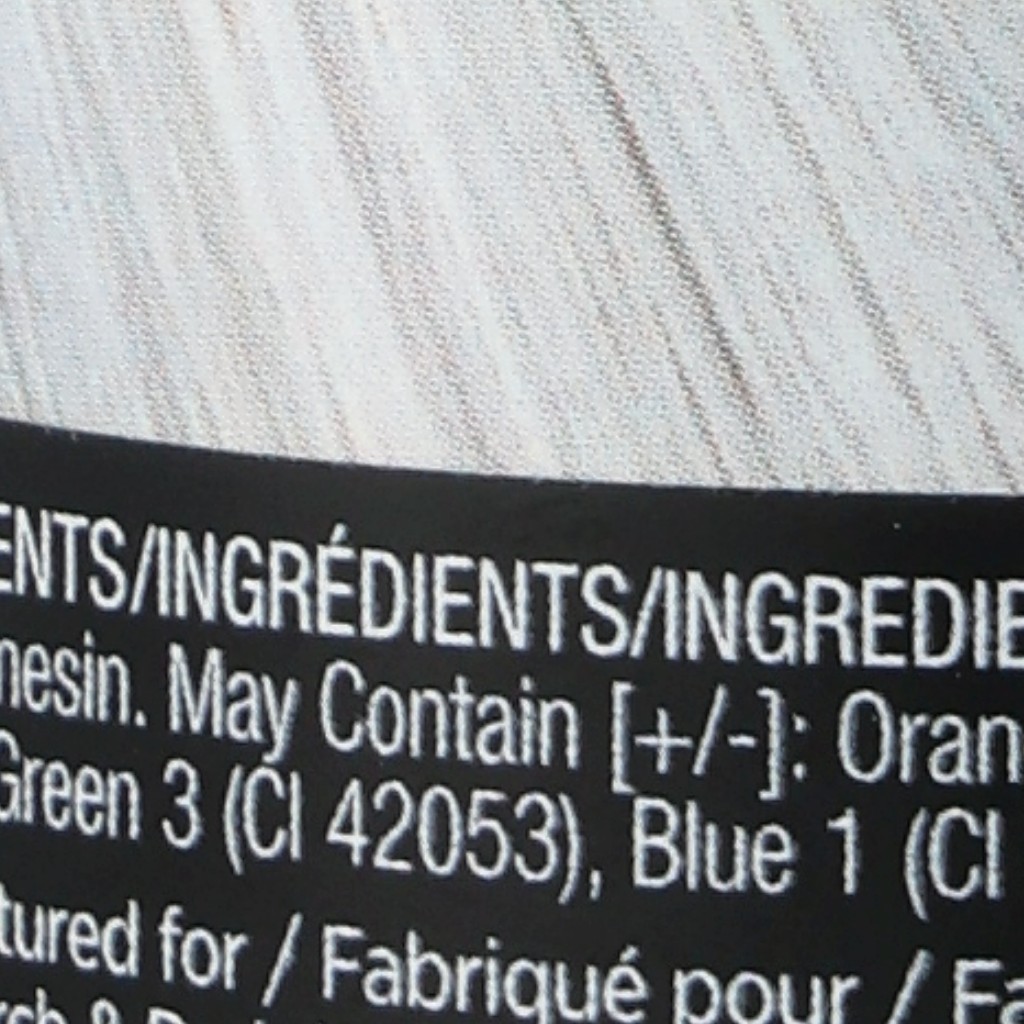 ENTS/INGRÉDIENTS/INGREDIE
nesin. May Contain [+/-]: Oran
Green 3 (CI 42053), Blue 1 (CI
tured for / Fabriqué pour / Fa
rch &